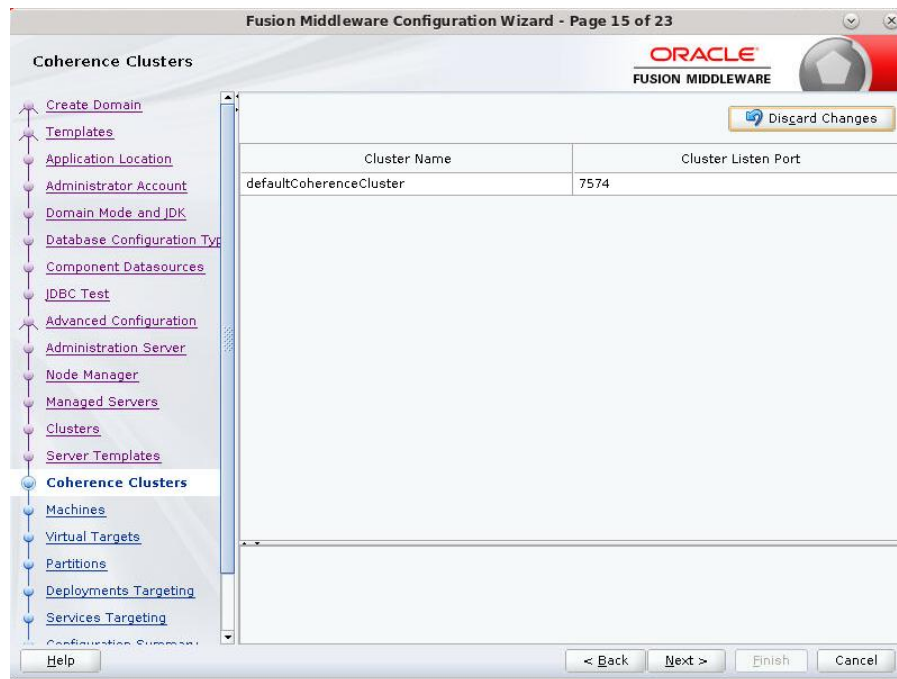 Fusion Middleware Configuration Wizard - Page 15 of 23
Coherence Clusters
ORACLE
FUSION MIDDLEWARE
Create Domain
Templates
Application Location
Administrator Account
Domain Mode and JDK
Database Configuration Typ
Component Datasources
JDBC Test
Advanced Configuration
Administration Server
Node Manager
Managed Servers
Clusters
Server Templates
Coherence Clusters
Machines
Virtual Targets
Partitions
Deployments Targeting
Services Targeting
Configuration Summary
Discard Changes
Cluster Name Cluster Listen Port
defaultCoherenceCluster 7574
Help < Back Next > Finish Cancel